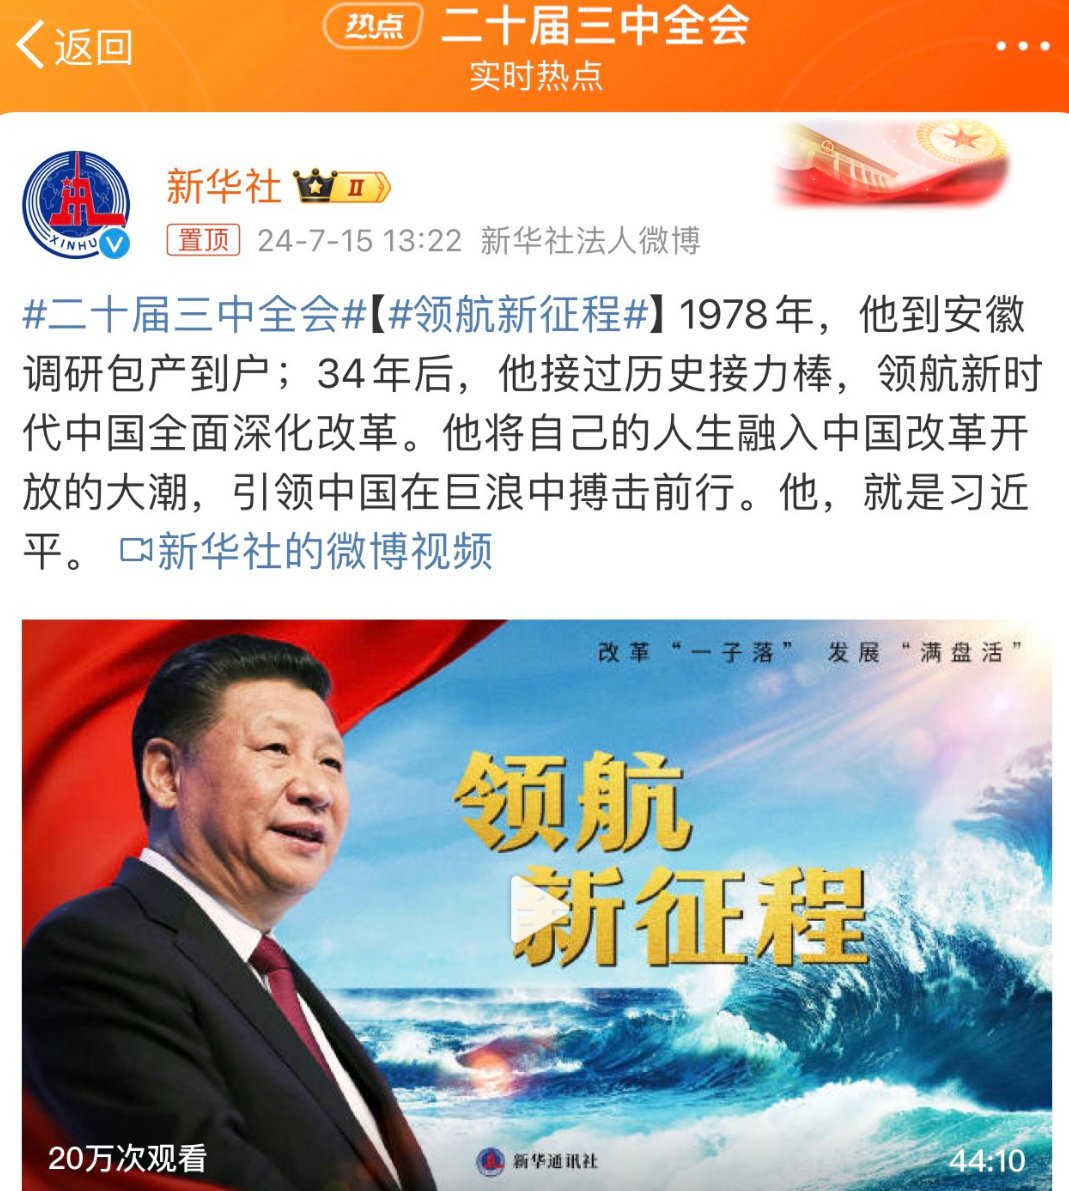 返回
热点 二十届三中全会
实时热点
新华社 II
置顶 24-7-15 13:22 新华社法人微博
XINHU
#二十届三中全会#【#领航新征程#】1978年，他到安徽
调研包产到户；34年后，他接过历史接力棒，领航新时
代中国全面深化改革。他将自己的人生融入中国改革开
放的大潮，引领中国在巨浪中搏击前行。他，就是习近
平。 新华社的微博视频
改革“一子落” 发展“满盘活”
领航
新征程
20万次观看
新华通讯社
44:10